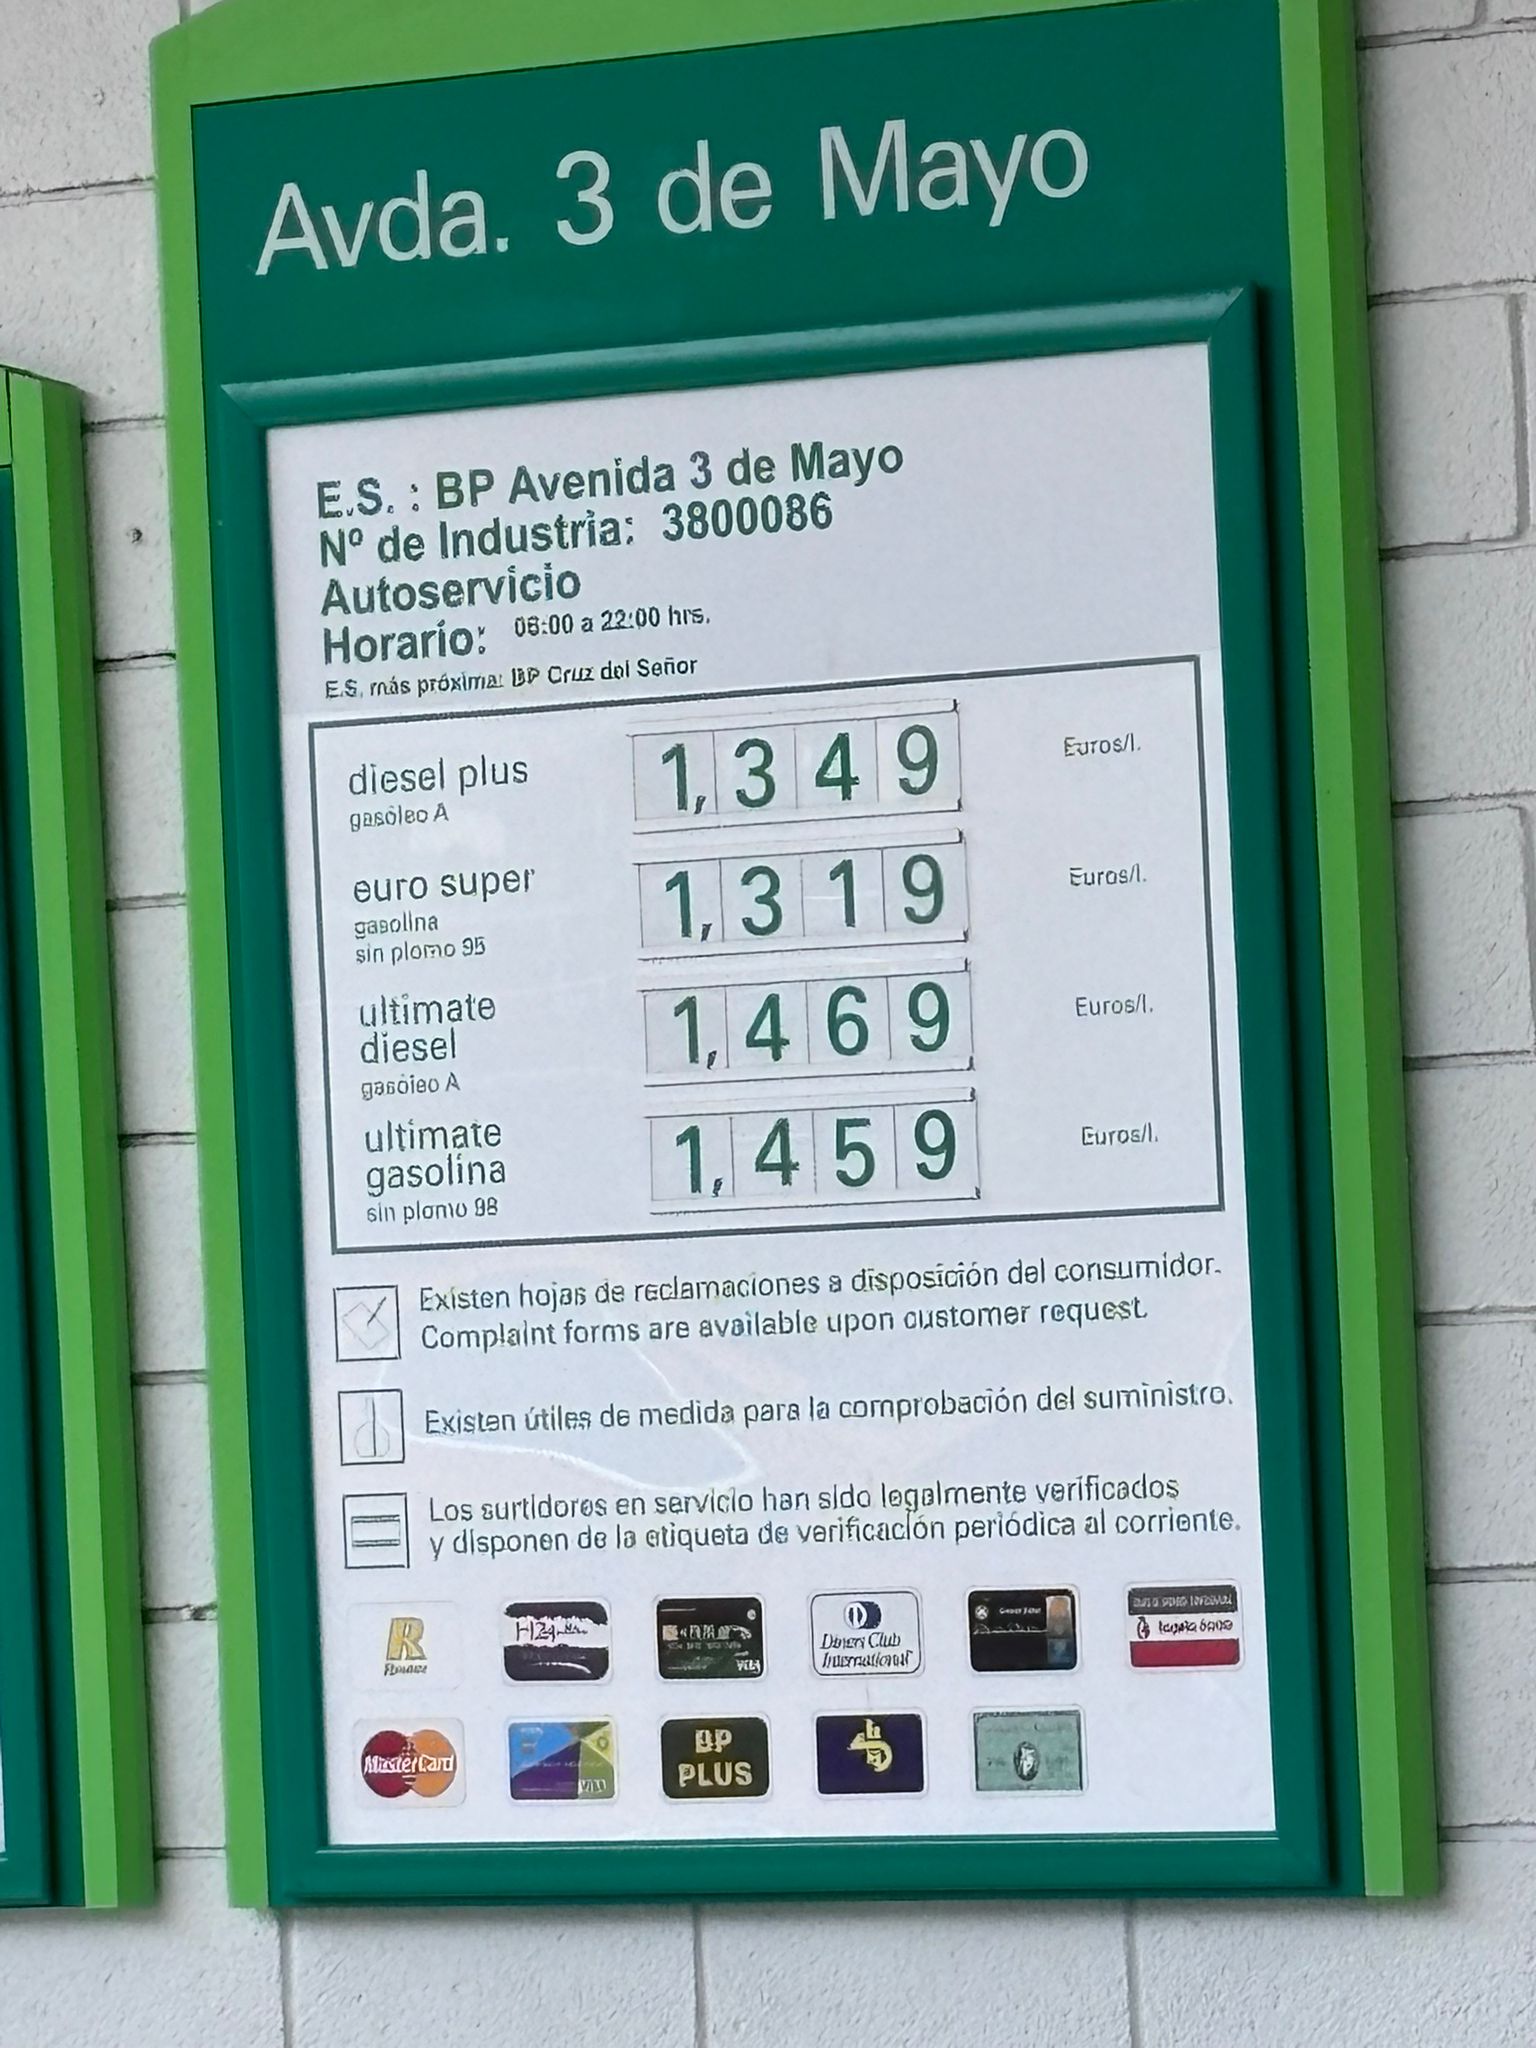 Avda. 3 de Mayo
E.S. : BP Avenida 3 de Mayo
Nº de Industria: 3800086
Autoservicio
Horario: 06:00 a 22:00 hrs.
E.S. más próxima: BP Cruz del Señor
diesel plus 1,349 Euros/l.
gasóleo A
euro super 1,319 Euros/l.
gasolina
sin plomo 95
ultimate 1,469 Euros/l.
diesel
gasóleo A
ultimate 1,459 Euros/l.
gasolina
sin plomo 98
Existen hojas de reclamaciones a disposición del consumidor.
Complaint forms are available upon customer request.
Existen útiles de medida para la comprobación del suministro.
Los surtidores en servicio han sido legalmente verificados
y disponen de la etiqueta de verificación periódica al corriente.
R
VISA
Diners Club
International
MasterCard
VISA
BP
PLUS